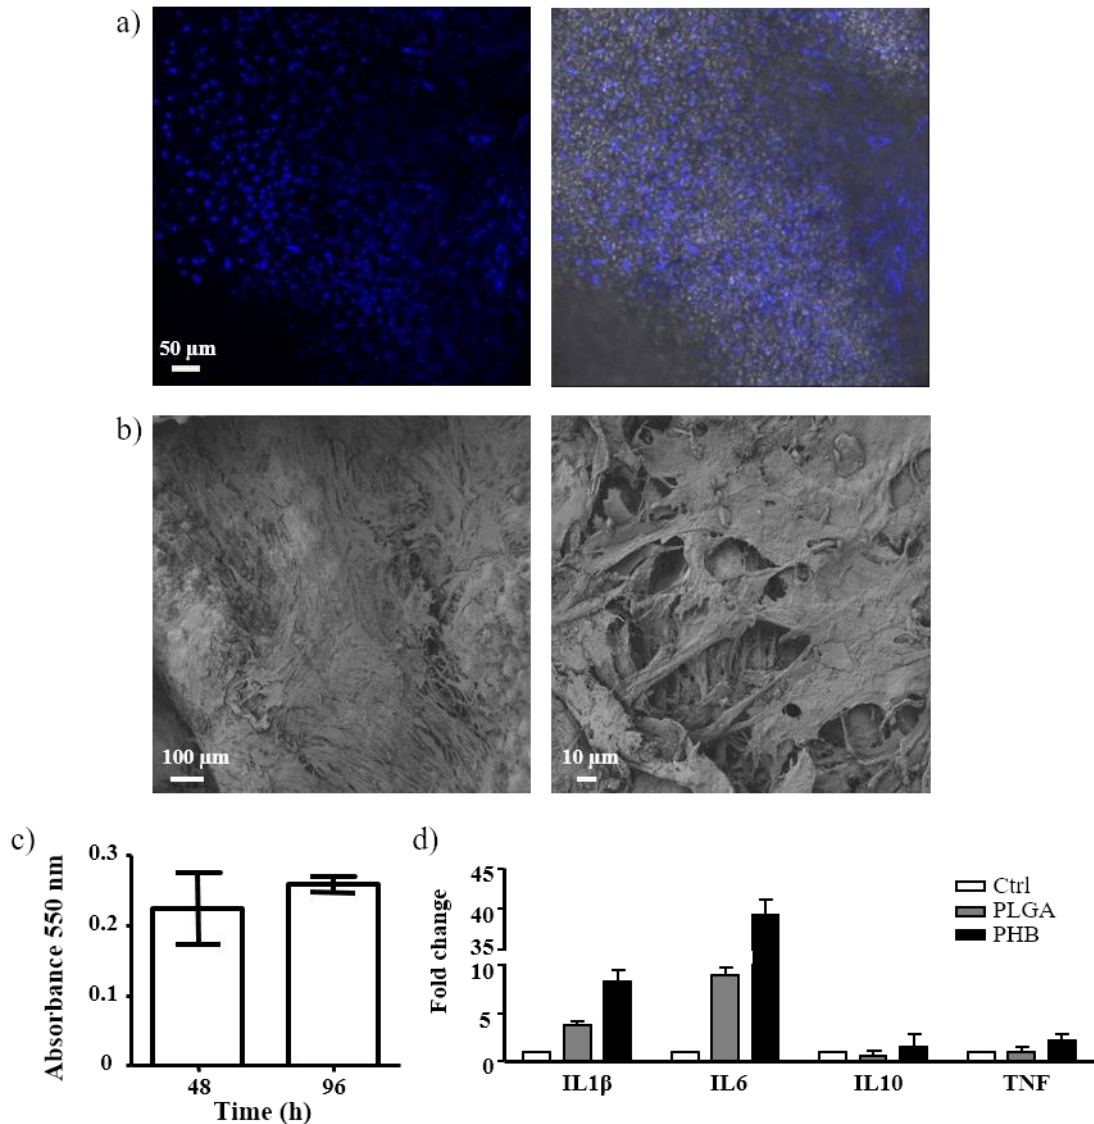 a)
50 μm
b)
100 μm
10 μm
c)
Absorbance 550 nm
0.3
0.2
0.1
0
48
96
Time (h)
d)
Fold change
45
40
35
10
5
0
Ctrl
PLGA
PHB
IL1β
IL6
IL10
TNF